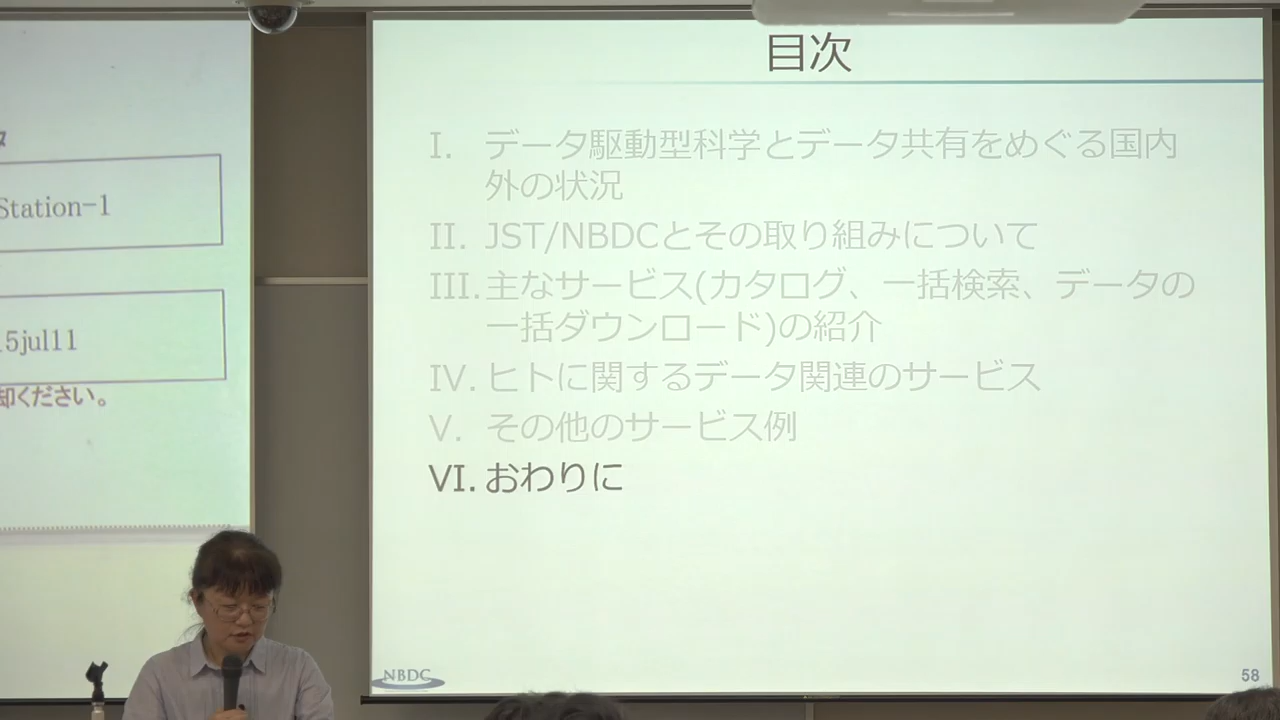 目次
I. データ駆動型科学とデータ共有をめぐる国内
外の状況
II. JST/NBDCとその取り組みについて
III. 主なサービス(カタログ、一括検索、データの
一括ダウンロード)の紹介
IV. ヒトに関するデータ関連のサービス
V. その他のサービス例
VI. おわりに
NBDC
58
タ
Station-1
15jul11
却ください。